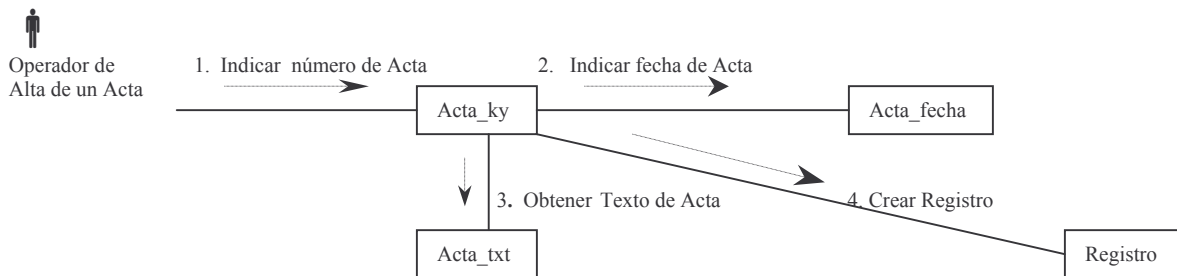 Operador de
Alta de un Acta
1. Indicar número de Acta
2. Indicar fecha de Acta
Acta_ky
Acta_fecha
3. Obtener Texto de Acta
4. Crear Registro
Acta_txt
Registro